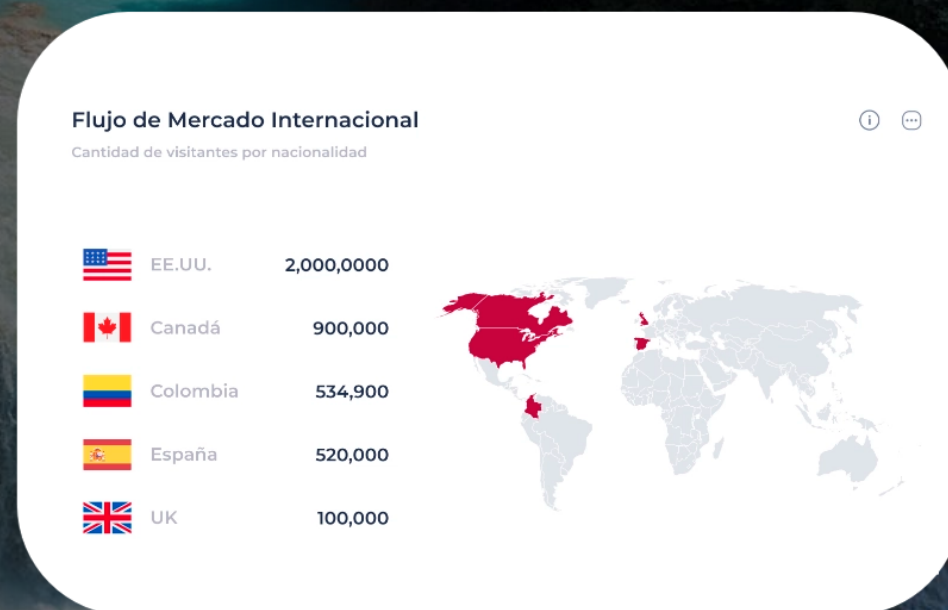 Flujo de Mercado Internacional
Cantidad de visitantes por nacionalidad
EE.UU. 2,000,0000
Canadá 900,000
Colombia 534,900
España 520,000
UK 100,000